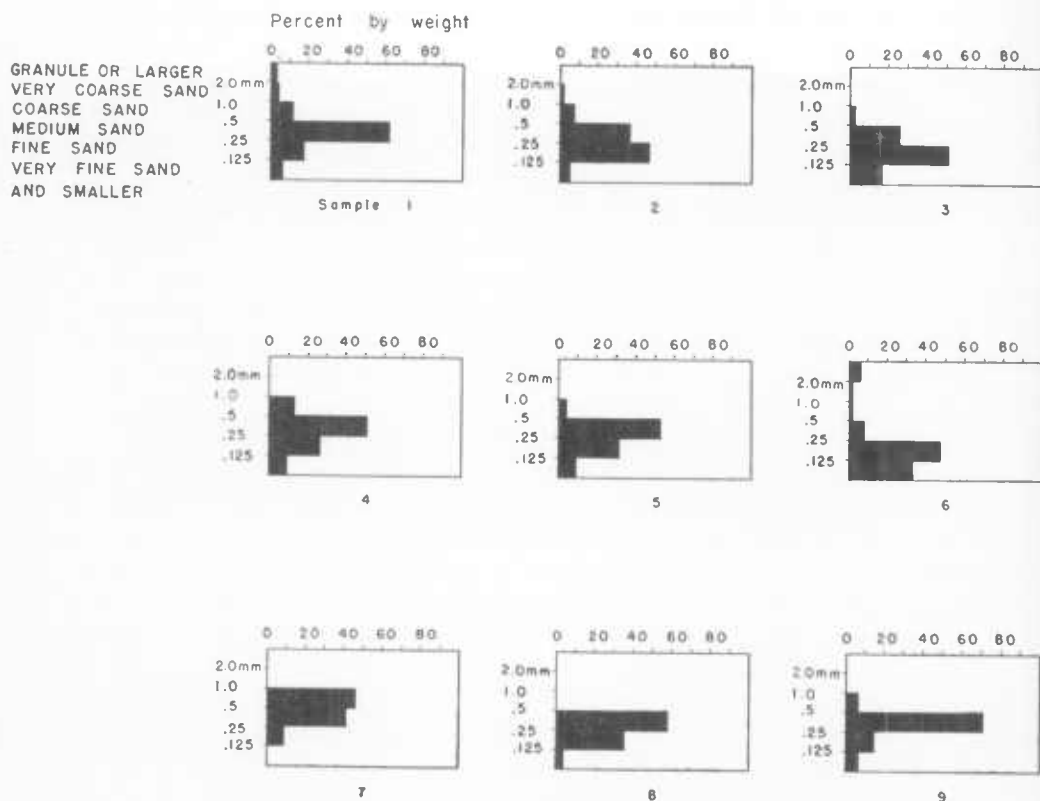 Percent by weight
0 20 40 60 80
0 20 40 60 80
0 20 40 60 80
GRANULE OR LARGER
VERY COARSE SAND
COARSE SAND
MEDIUM SAND
FINE SAND
VERY FINE SAND
AND SMALLER
2.0mm
1.0
.5
.25
.125
2.0mm
1.0
.5
.25
.125
2.0mm
1.0
.5
.25
.125
Sample 1
2
3
0 20 40 60 80
0 20 40 60 80
0 20 40 60 80
2.0mm
1.0
.5
.25
.125
2.0mm
1.0
.5
.25
.125
2.0mm
1.0
.5
.25
.125
4
5
6
0 20 40 60 80
0 20 40 60 80
0 20 40 60 80
2.0mm
1.0
.5
.25
.125
2.0mm
1.0
.5
.25
.125
2.0mm
1.0
.5
.25
.125
7
8
9